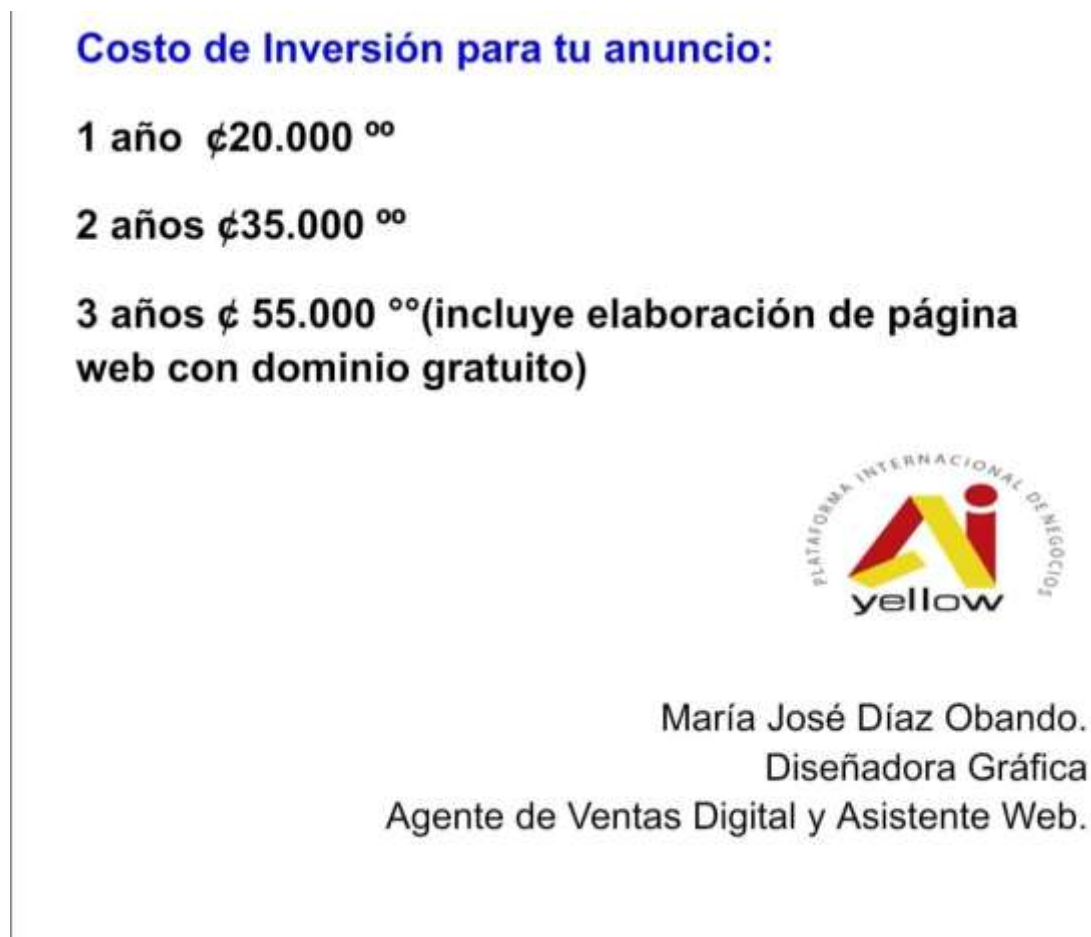 Costo de Inversión para tu anuncio:
1 año  ¢20.000 ºº
2 años ¢35.000 ºº
3 años ¢ 55.000 °°(incluye elaboración de página
web con dominio gratuito)
PLATAFORMA INTERNACIONAL DE NEGOCIOS
Ai
yellow
María José Díaz Obando.
Diseñadora Gráfica
Agente de Ventas Digital y Asistente Web.